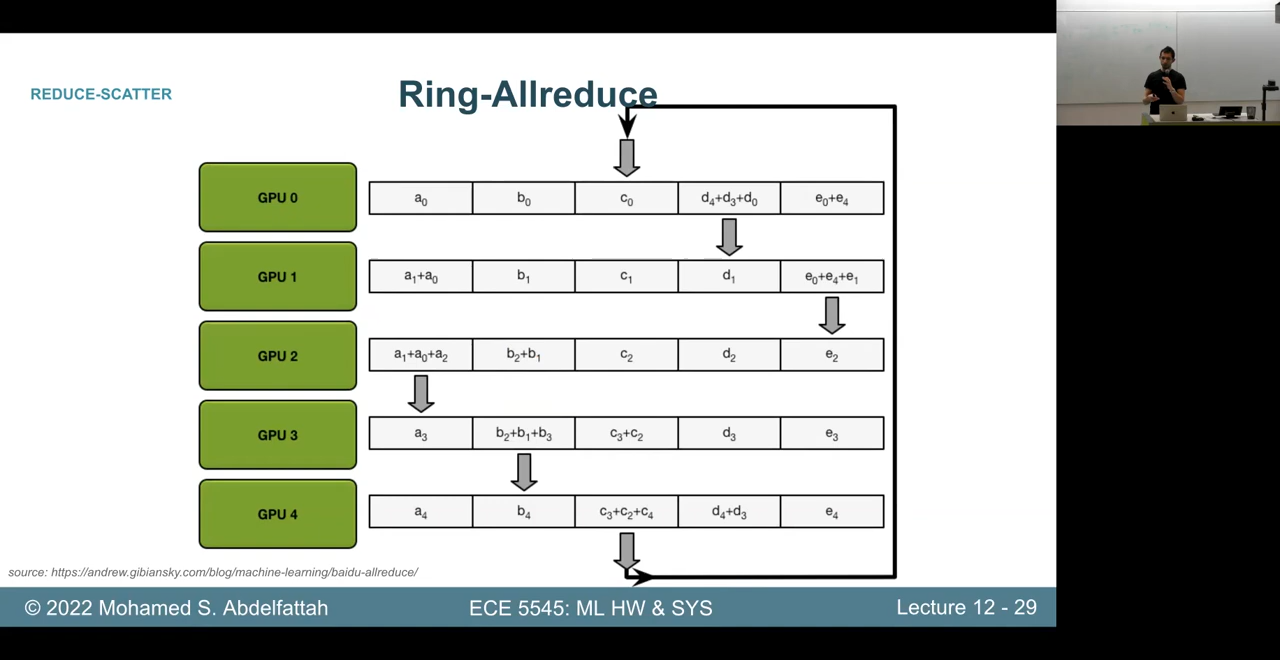 REDUCE-SCATTER
Ring-Allreduce
GPU 0 a₀ b₀ c₀ d₄+d₃+d₀ e₀+e₄
GPU 1 a₁+a₀ b₁ c₁ d₁ e₀+e₄+e₁
GPU 2 a₁+a₀+a₂ b₂+b₁ c₂ d₂ e₂
GPU 3 a₃ b₂+b₁+b₃ c₃+c₂ d₃ e₃
GPU 4 a₄ b₄ c₃+c₂+c₄ d₄+d₃ e₄
source: https://andrew.gibiansky.com/blog/machine-learning/baidu-allreduce/
© 2022 Mohamed S. Abdelfattah ECE 5545: ML HW & SYS Lecture 12 - 29